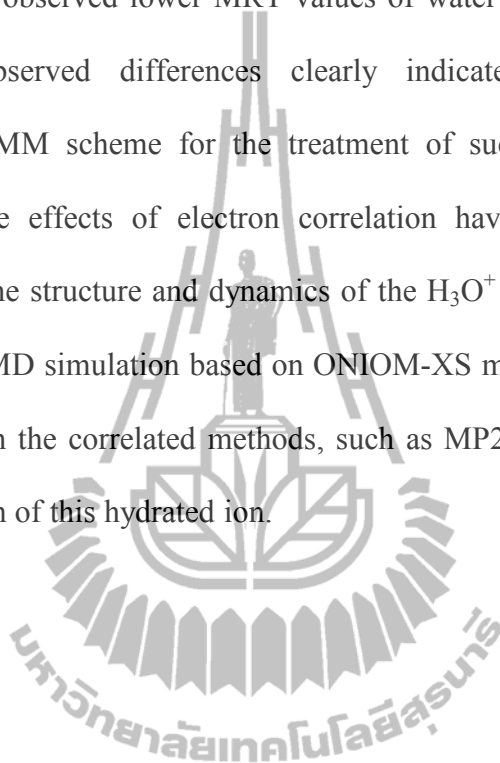 observed lower MRT values of water
bserved differences clearly indicate
MM scheme for the treatment of suc
e effects of electron correlation hav
ne structure and dynamics of the H₃O⁺
MD simulation based on ONIOM-XS m
n the correlated methods, such as MP2
n of this hydrated ion.
มหาวิทยาลัยเทคโนโลยีสุรนารี